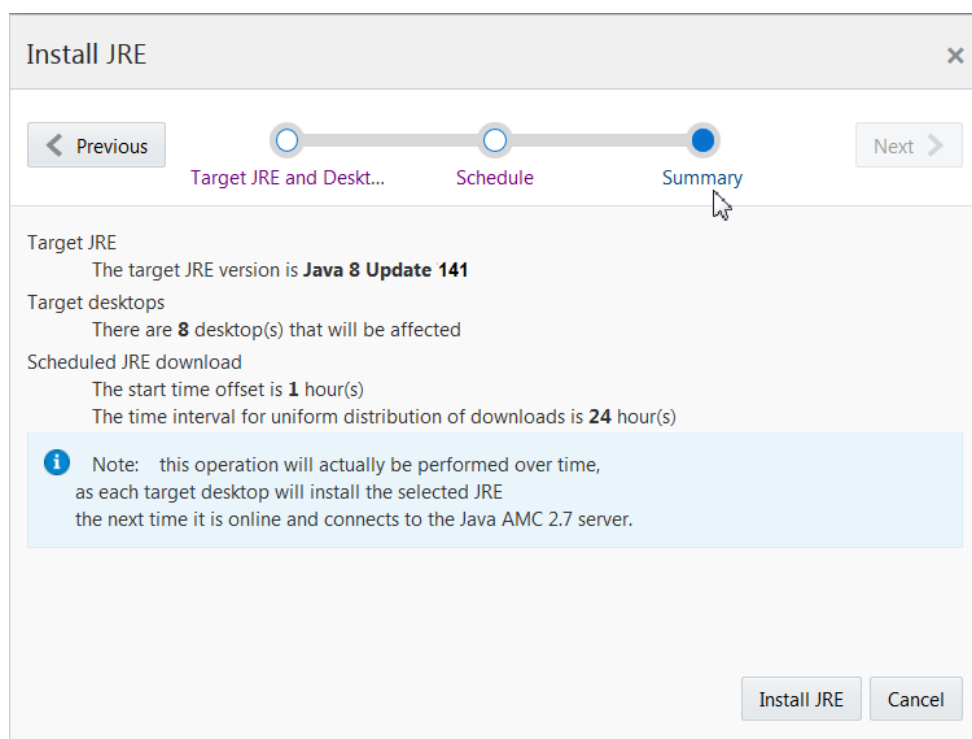 Install JRE
Previous
Next
Target JRE and Deskt...
Schedule
Summary
Target JRE
The target JRE version is Java 8 Update 141
Target desktops
There are 8 desktop(s) that will be affected
Scheduled JRE download
The start time offset is 1 hour(s)
The time interval for uniform distribution of downloads is 24 hour(s)
Note: this operation will actually be performed over time,
as each target desktop will install the selected JRE
the next time it is online and connects to the Java AMC 2.7 server.
Install JRE
Cancel